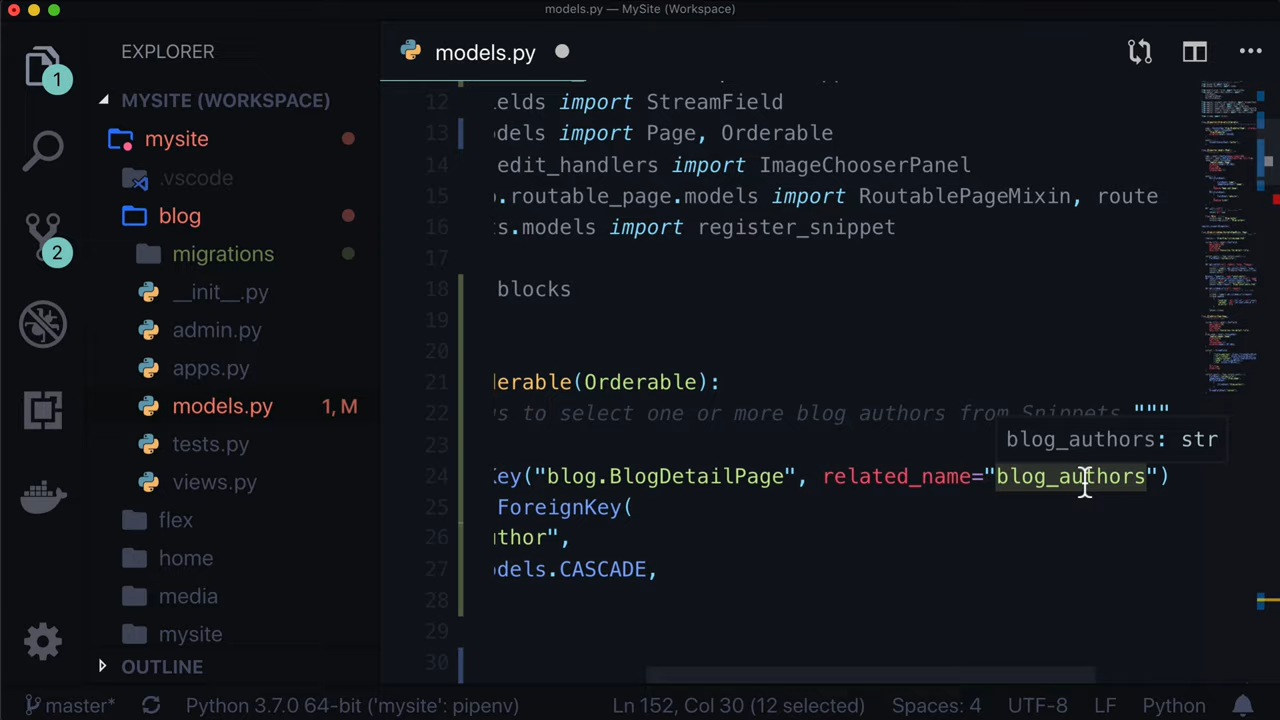 models.py — MySite (Workspace)
EXPLORER
models.py
1
MYSITE (WORKSPACE)
mysite
.vscode
blog
migrations
__init__.py
admin.py
apps.py
models.py 1, M
tests.py
views.py
flex
home
media
mysite
OUTLINE
2
12 ields import StreamField
13 dels import Page, Orderable
14 edit_handlers import ImageChooserPanel
15 .utable_page.models import RoutablePageMixin, route
16 s.models import register_snippet
17
18 blocks
19
20
21 lerable(Orderable):
22 s to select one or more blog authors from Snippets """
23
blog_authors: str
24 Key("blog.BlogDetailPage", related_name="blog_authors")
25 ForeignKey(
26 uthor",
27 odels.CASCADE,
28
29
30
master* Python 3.7.0 64-bit ('mysite': pipenv) Ln 152, Col 30 (12 selected) Spaces: 4 UTF-8 LF Python